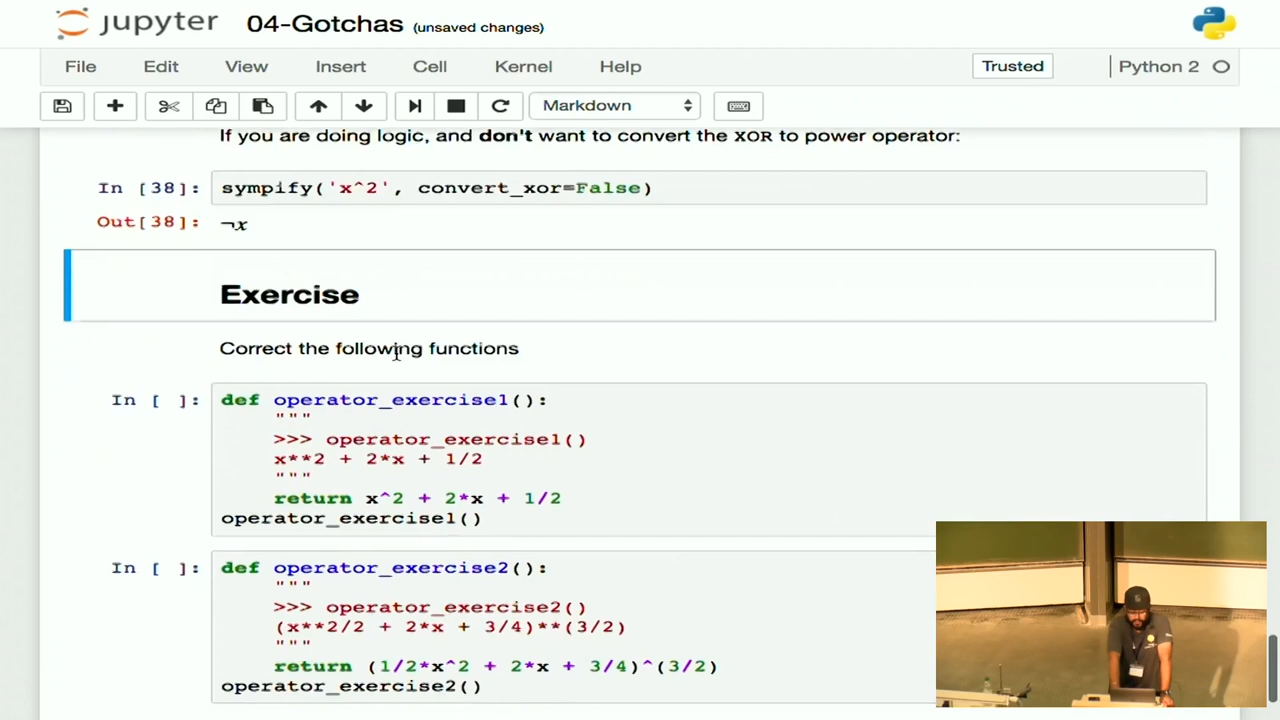 jupyter 04-Gotchas (unsaved changes)
File Edit View Insert Cell Kernel Help Trusted Python 2
Markdown
If you are doing logic, and don't want to convert the XOR to power operator:
In [38]: sympify('x^2', convert_xor=False)
Out[38]: ¬x
Exercise
Correct the following functions
In [ ]: def operator_exercise1():
"""
>>> operator_exercise1()
x**2 + 2*x + 1/2
"""
return x^2 + 2*x + 1/2
operator_exercise1()
In [ ]: def operator_exercise2():
"""
>>> operator_exercise2()
(x**2/2 + 2*x + 3/4)**(3/2)
"""
return (1/2*x^2 + 2*x + 3/4)^(3/2)
operator_exercise2()